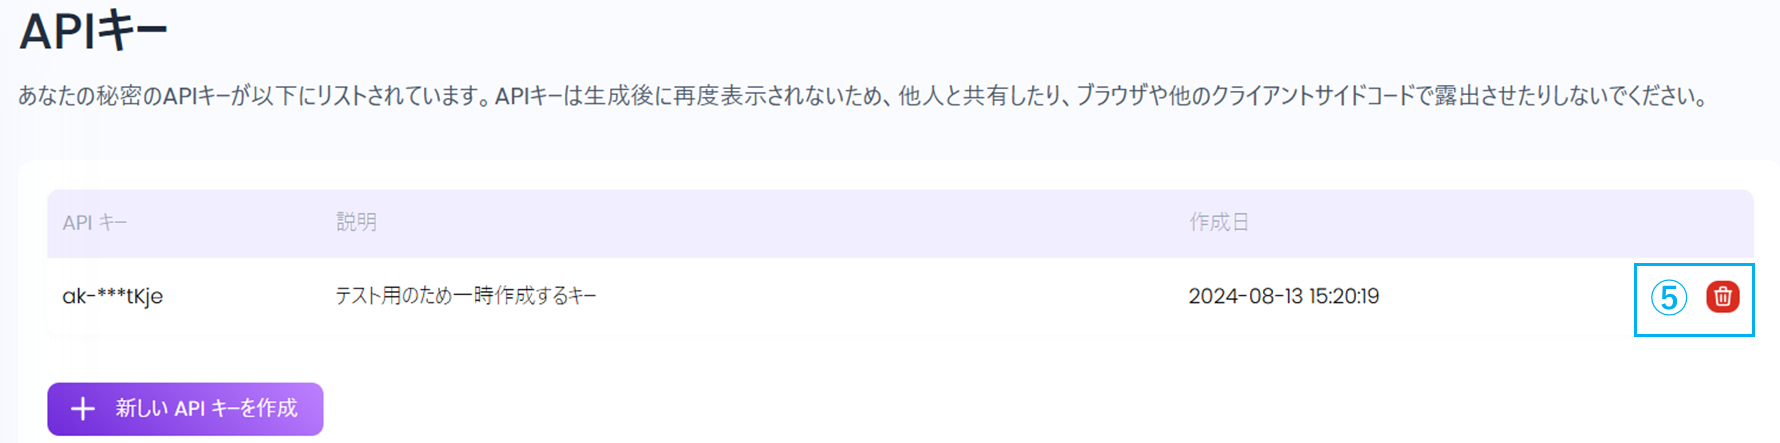 APIキー
あなたの秘密のAPIキーが以下にリストされています。APIキーは生成後に再度表示されないため、他人と共有したり、ブラウザや他のクライアントサイドコードで露出させたりしないでください。
API キー 説明 作成日
ak-***tKje テスト用のため一時作成するキー 2024-08-13 15:20:19 ⑤
+ 新しい API キーを作成